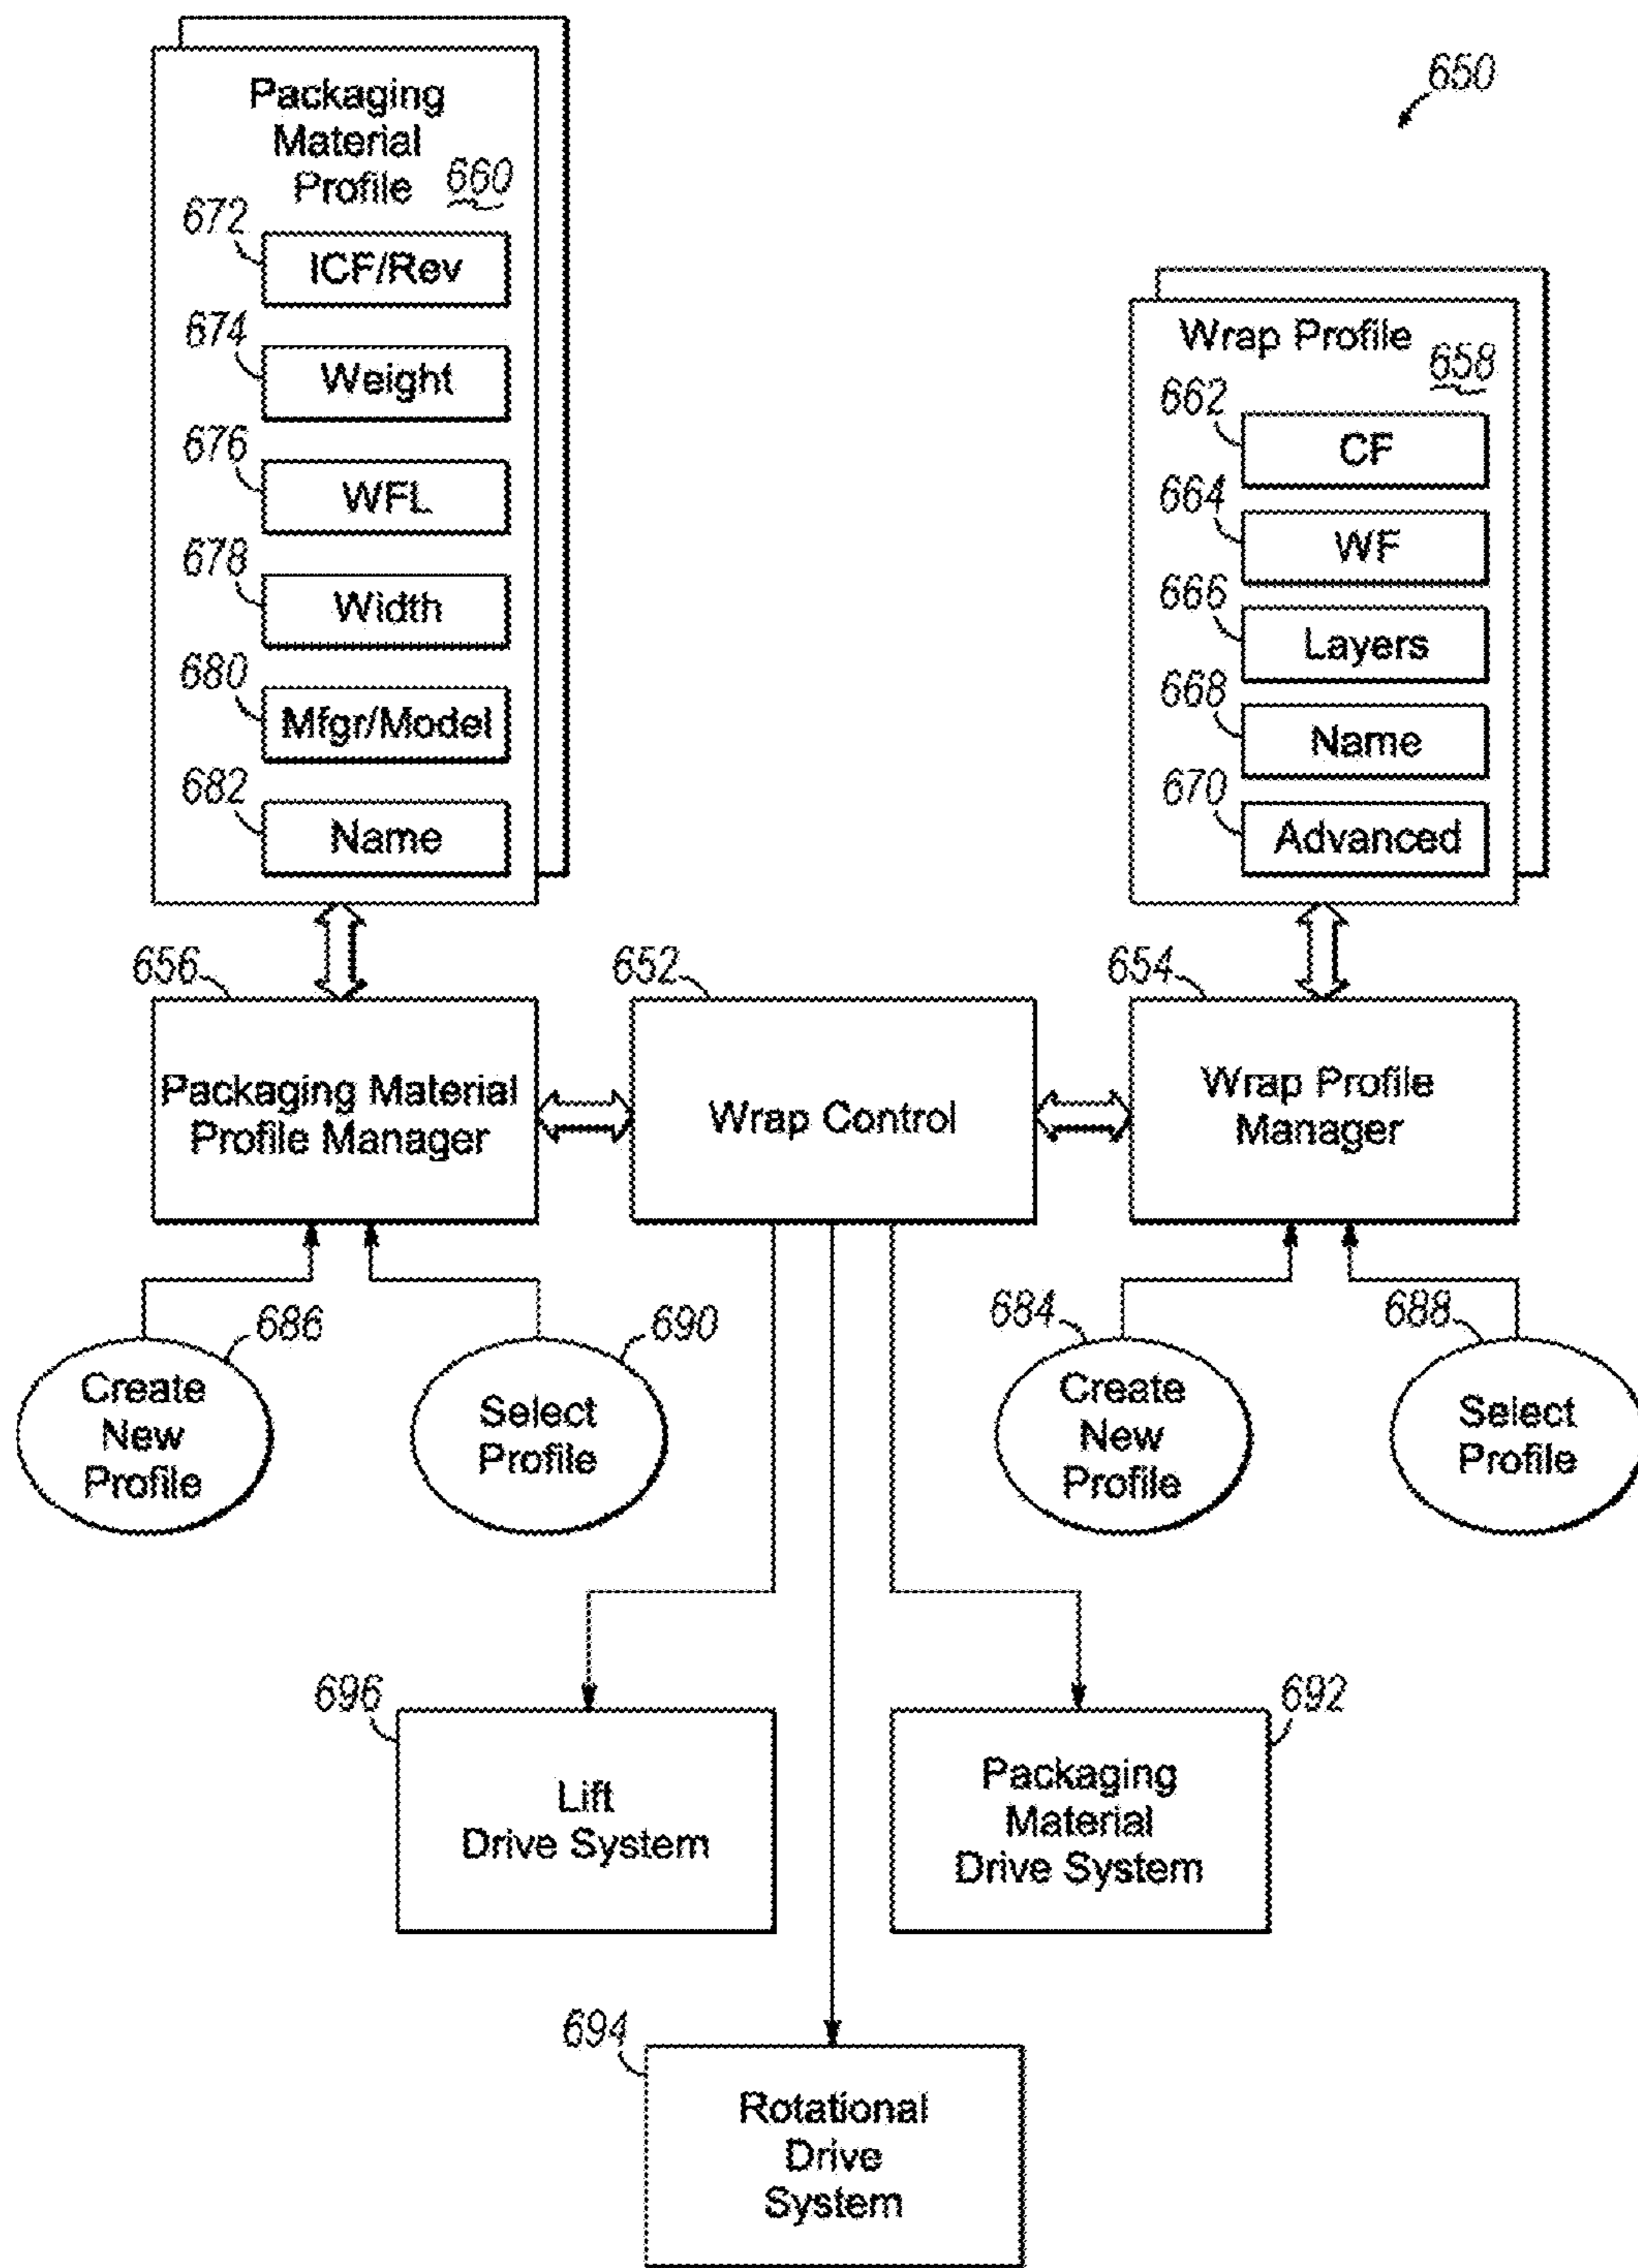 650
Packaging
Material
Profile 660
672
ICF/Rev
674
Weight
676
WFL
678
Width
680
Mfgr/Model
682
Name
Wrap Profile
658
662
CF
664
WF
666
Layers
668
Name
670
Advanced
656
Packaging Material
Profile Manager
652
Wrap Control
654
Wrap Profile
Manager
686
Create
New
Profile
690
Select
Profile
684
Create
New
Profile
688
Select
Profile
696
Lift
Drive System
692
Packaging
Material
Drive System
694
Rotational
Drive
System